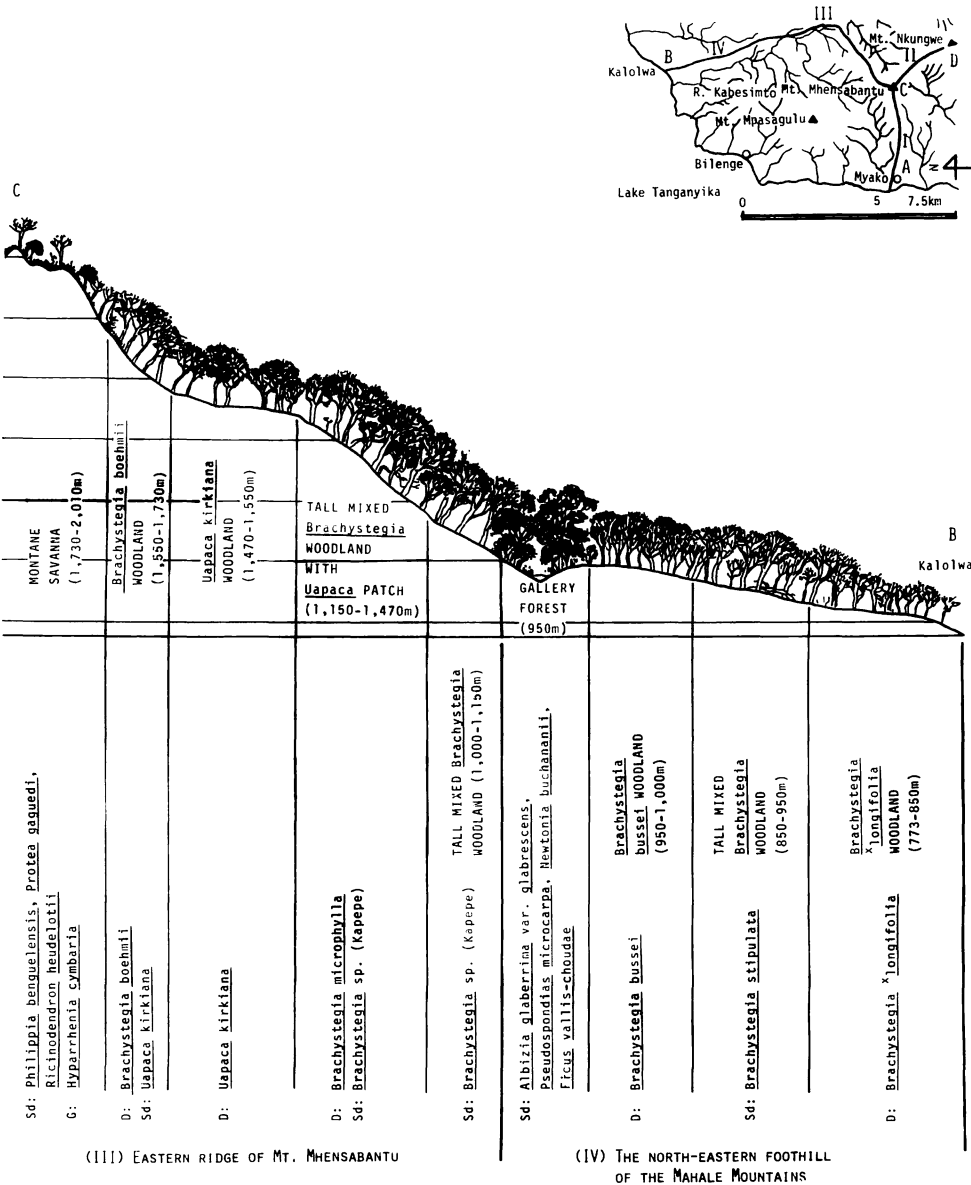 III
Mt. Nkungwe
B
IV
II
D
Kalolwa
R. Kabesimto
Mt. Mhensabantu
C
Mt. Mpasagulu
I
Bilenge
A
N
Myako
Lake Tanganyika
0 5 7.5km
C
B
Kalolwa
MONTANE
SAVANNA
(1,730-2,010m)
Brachystegia boehmii
WOODLAND
(1,550-1,730m)
Uapaca kirkiana
WOODLAND
(1,470-1,550m)
TALL MIXED
Brachystegia
WOODLAND
WITH
Uapaca PATCH
(1,150-1,470m)
TALL MIXED Brachystegia
WOODLAND (1,000-1,150m)
GALLERY
FOREST
(950m)
Brachystegia
bussei WOODLAND
(950-1,000m)
TALL MIXED
Brachystegia
WOODLAND
(850-950m)
Brachystegia
xlongifolia
WOODLAND
(773-850m)
Sd: Philippia benguelensis, Protea gaguedi,
Ricinodendron heudelotii
G: Hyparrhenia cymbaria
D: Brachystegia boehmii
Sd: Uapaca kirkiana
D: Uapaca kirkiana
D: Brachystegia microphylla
Sd: Brachystegia sp. (Kapepe)
Sd: Brachystegia sp. (Kapepe)
Sd: Albizia glaberrima var. glabrescens,
Pseudospondias microcarpa, Newtonia buchananii,
Ficus vallis-choudae
D: Brachystegia bussei
Sd: Brachystegia stipulata
D: Brachystegia xlongifolia
(III) EASTERN RIDGE OF MT. MHENSABANTU
(IV) THE NORTH-EASTERN FOOTHILL
OF THE MAHALE MOUNTAINS